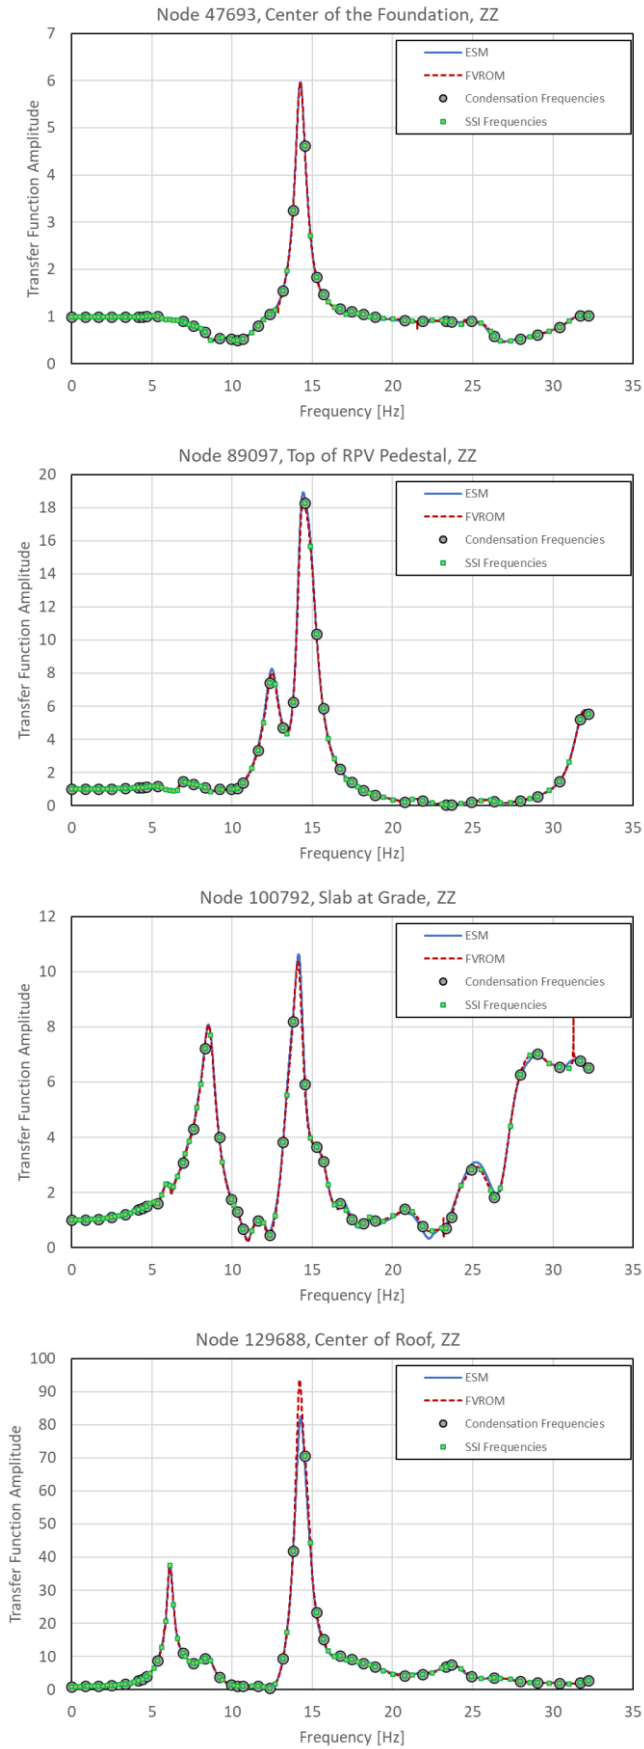 Node 47693, Center of the Foundation, ZZ
7
6
5
4
3
2
1
0
Transfer Function Amplitude
ESM
FVROM
Condensation Frequencies
SSI Frequencies
0 5 10 15 20 25 30 35
Frequency [Hz]
Node 89097, Top of RPV Pedestal, ZZ
20
18
16
14
12
10
8
6
4
2
0
Transfer Function Amplitude
ESM
FVROM
Condensation Frequencies
SSI Frequencies
0 5 10 15 20 25 30 35
Frequency [Hz]
Node 100792, Slab at Grade, ZZ
12
10
8
6
4
2
0
Transfer Function Amplitude
ESM
FVROM
Condensation Frequencies
SSI Frequencies
0 5 10 15 20 25 30 35
Frequency [Hz]
Node 129688, Center of Roof, ZZ
100
90
80
70
60
50
40
30
20
10
0
Transfer Function Amplitude
ESM
FVROM
Condensation Frequencies
SSI Frequencies
0 5 10 15 20 25 30 35
Frequency [Hz]